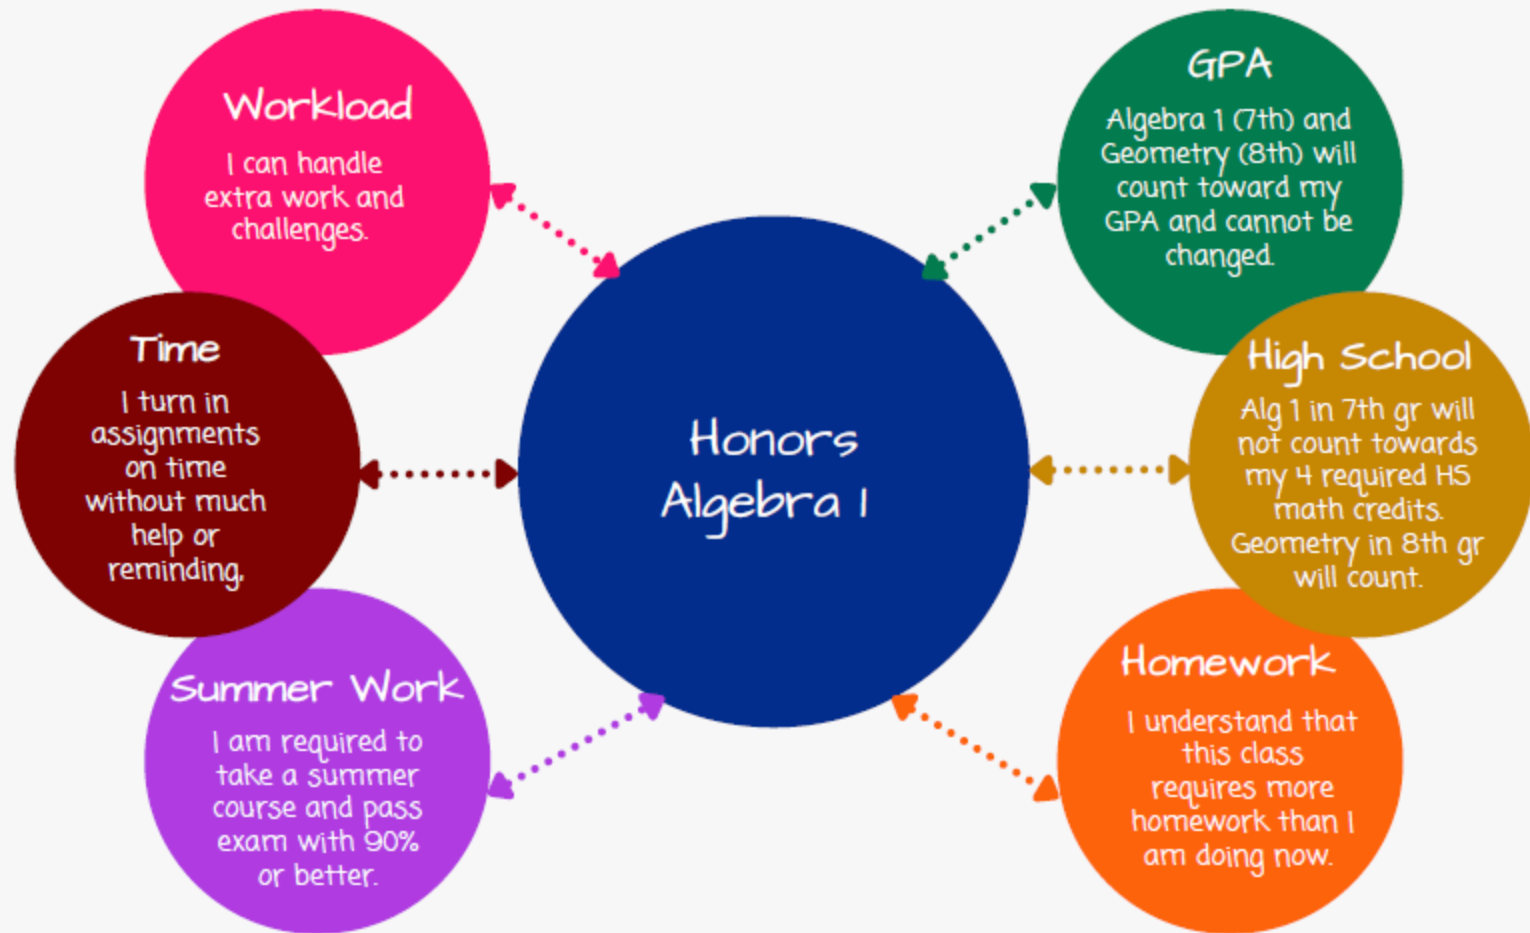 Workload
I can handle
extra work and
challenges.
Time
I turn in
assignments
on time
without much
help or
reminding,
Summer Work
I am required to
take a summer
course and pass
exam with 90%
or better.
Honors
Algebra 1
GPA
Algebra 1 (7th) and
Geometry (8th) will
count toward my
GPA and cannot be
changed.
High School
Alg 1 in 7th gr will
not count towards
my 4 required HS
math credits.
Geometry in 8th gr
will count.
Homework
I understand that
this class
requires more
homework than I
am doing now.